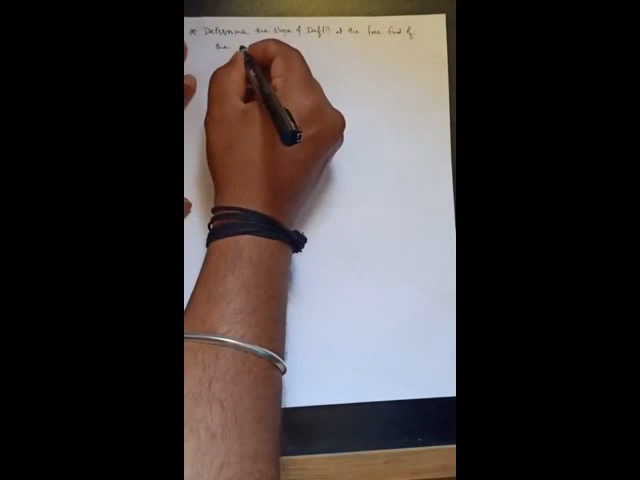 * Determine the slope & Defln at the free End of
the